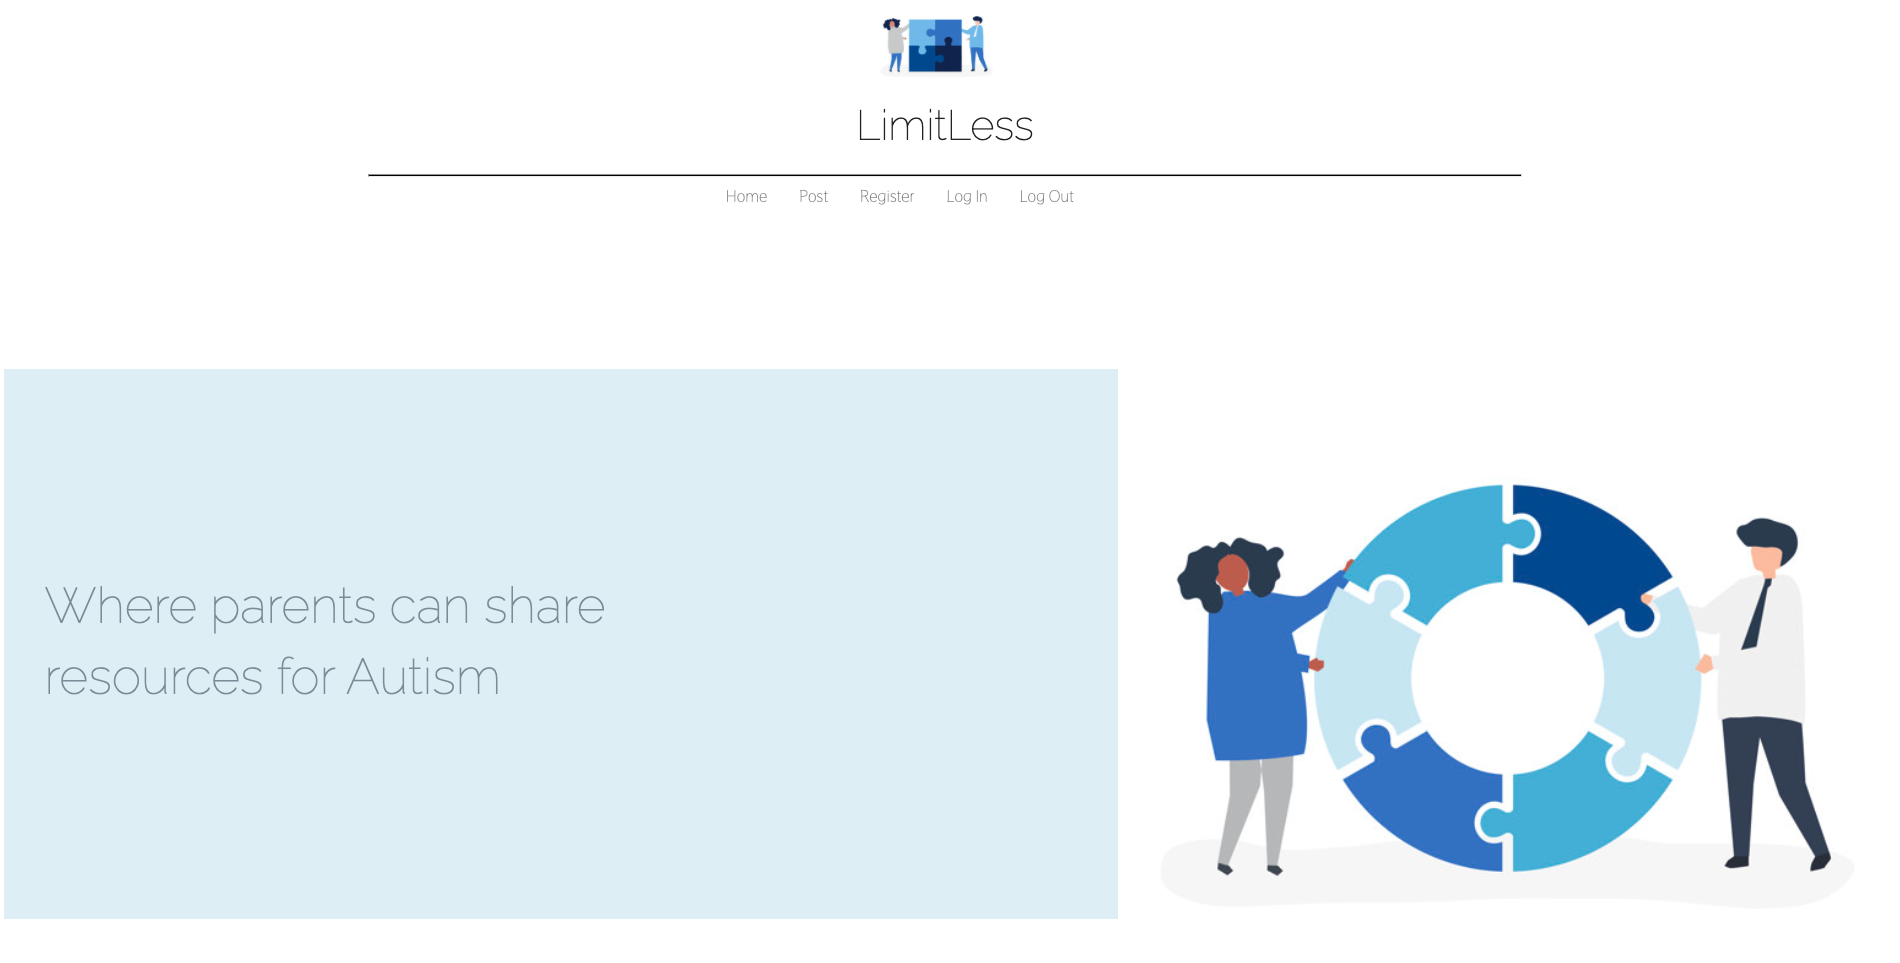 LimitLess
Home Post Register Log In Log Out
Where parents can share
resources for Autism